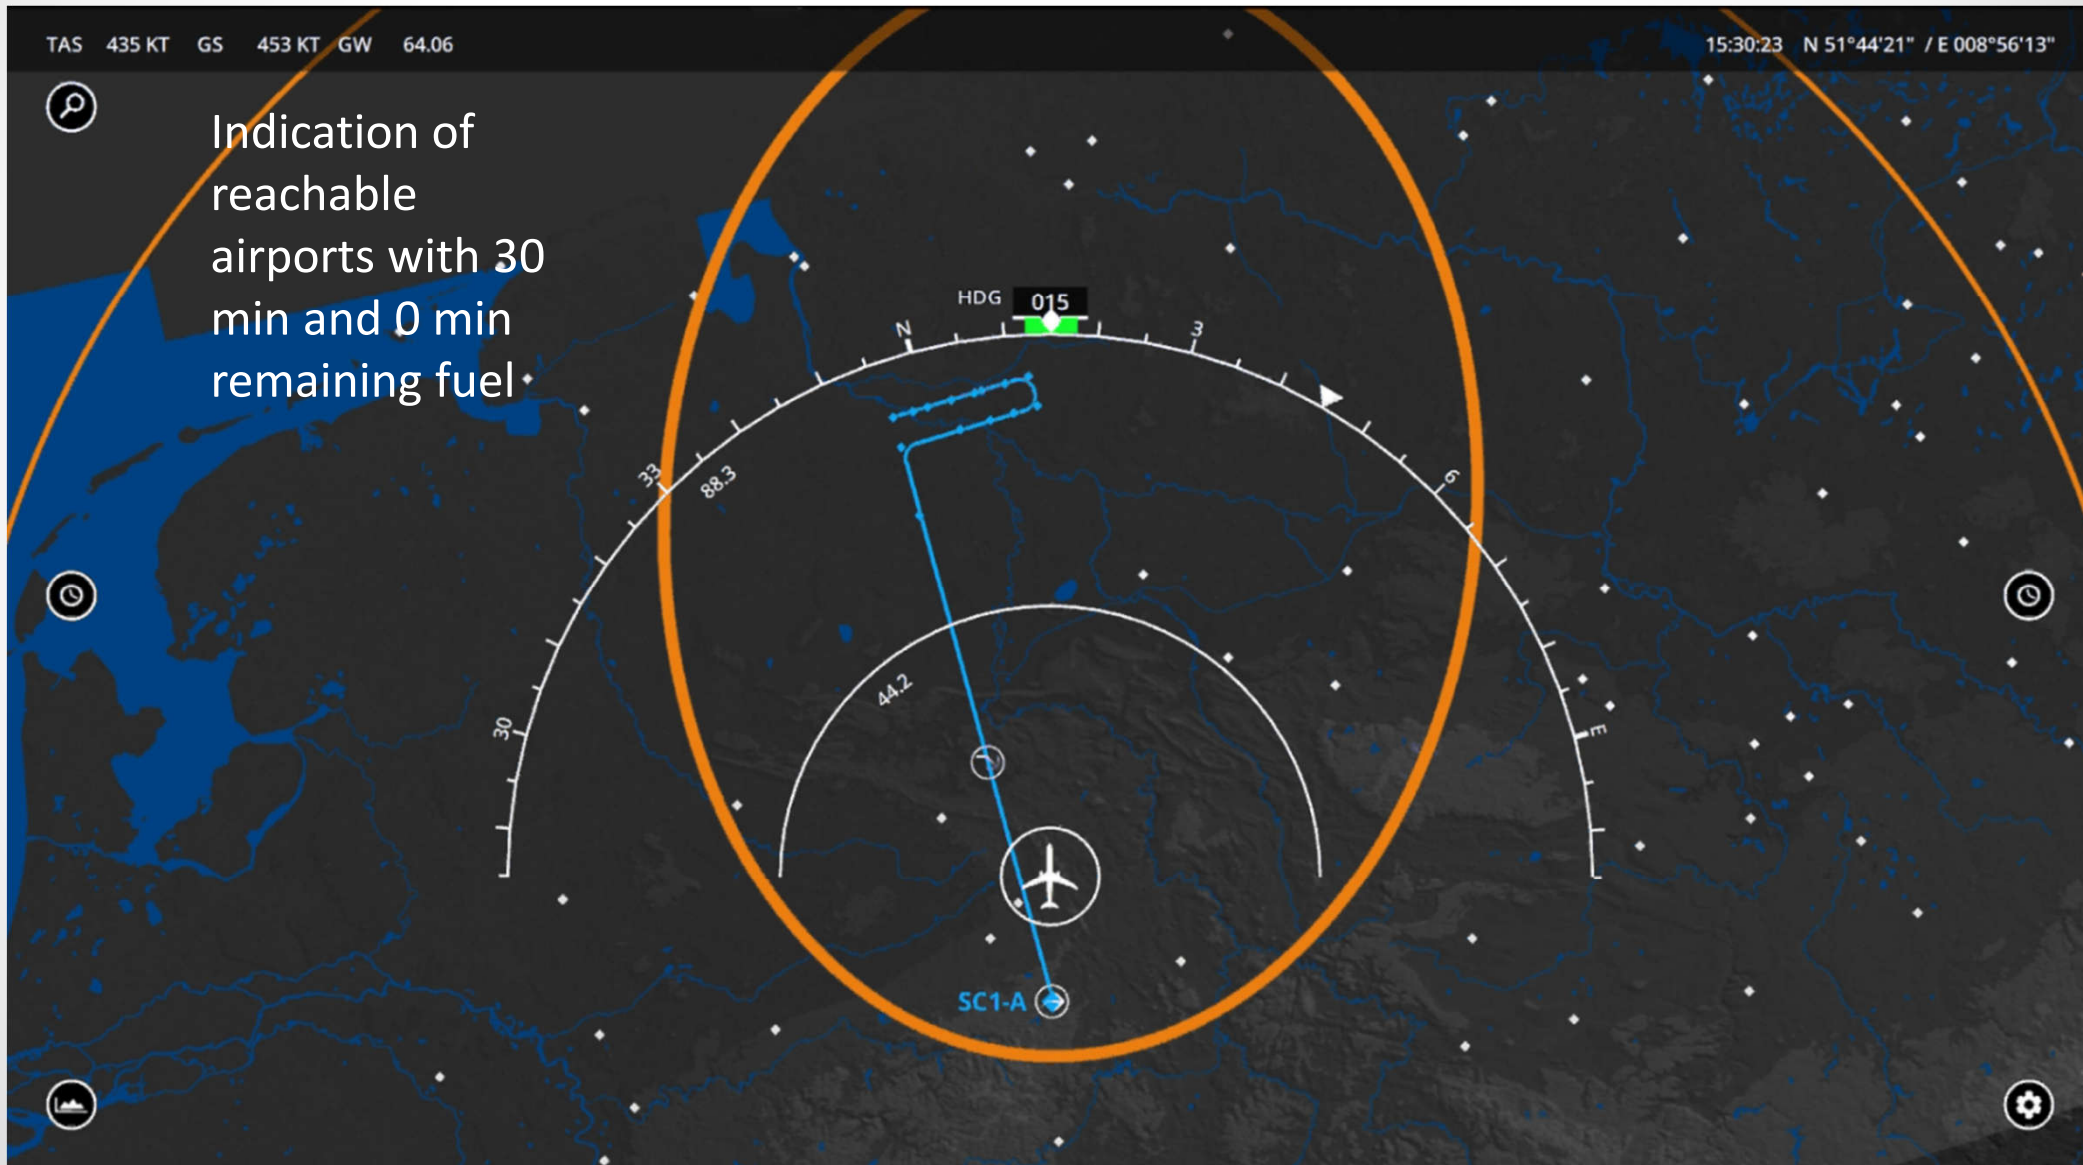 TAS 435 KT GS 453 KT GW 64.06
15:30:23 N 51°44'21" / E 008°56'13"
Indication of
reachable
airports with 30
min and 0 min
remaining fuel
HDG 015
N
3
33
88.3
6
44.2
30
E
SC1-A